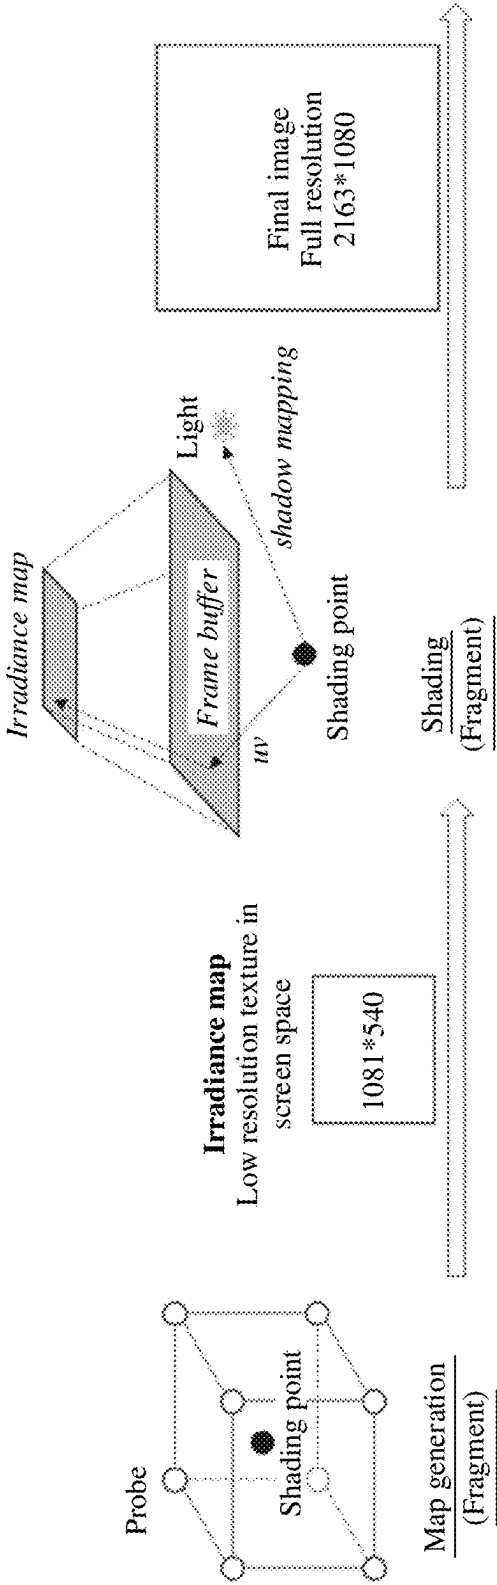 Probe
Shading point
Map generation
(Fragment)
Irradiance map
Low resolution texture in
screen space
1081*540
Irradiance map
Frame buffer
uv
Light
shadow mapping
Shading point
Shading
(Fragment)
Final image
Full resolution
2163*1080